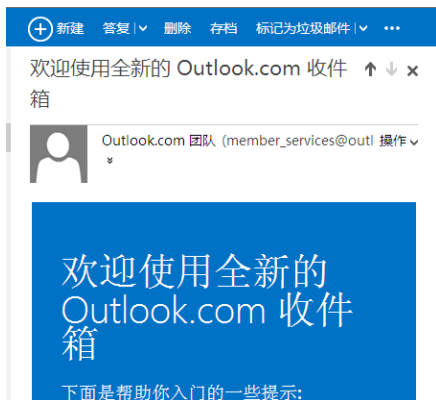 新建 答复 删除 存档 标记为垃圾邮件 •••
欢迎使用全新的 Outlook.com 收件
箱
Outlook.com 团队 (member_services@outl 操作
欢迎使用全新的
Outlook.com 收件
箱
下面是帮助你入门的一些提示: